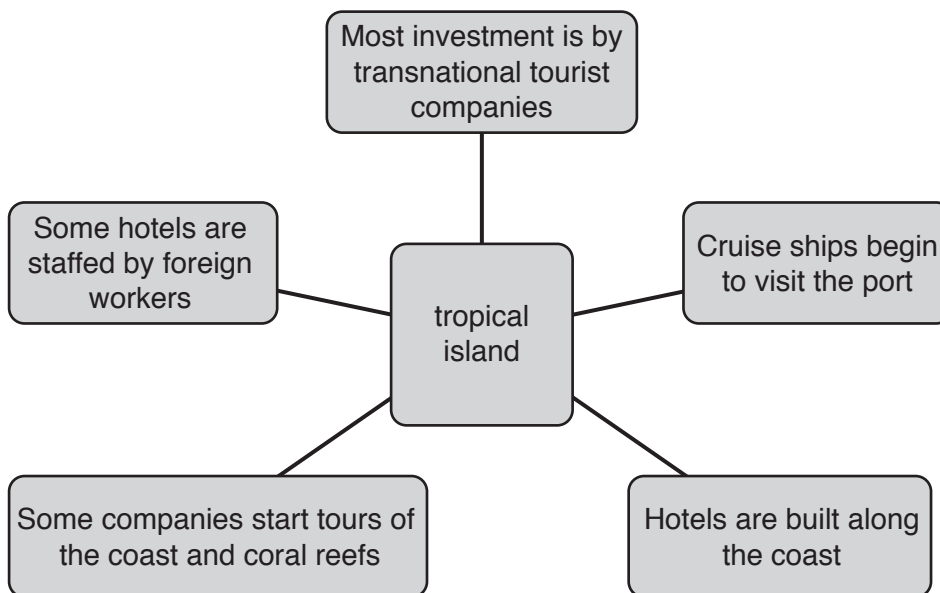 Most investment is by
transnational tourist
companies
Some hotels are
staffed by foreign
workers
Cruise ships begin
to visit the port
tropical
island
Some companies start tours of
the coast and coral reefs
Hotels are built along
the coast